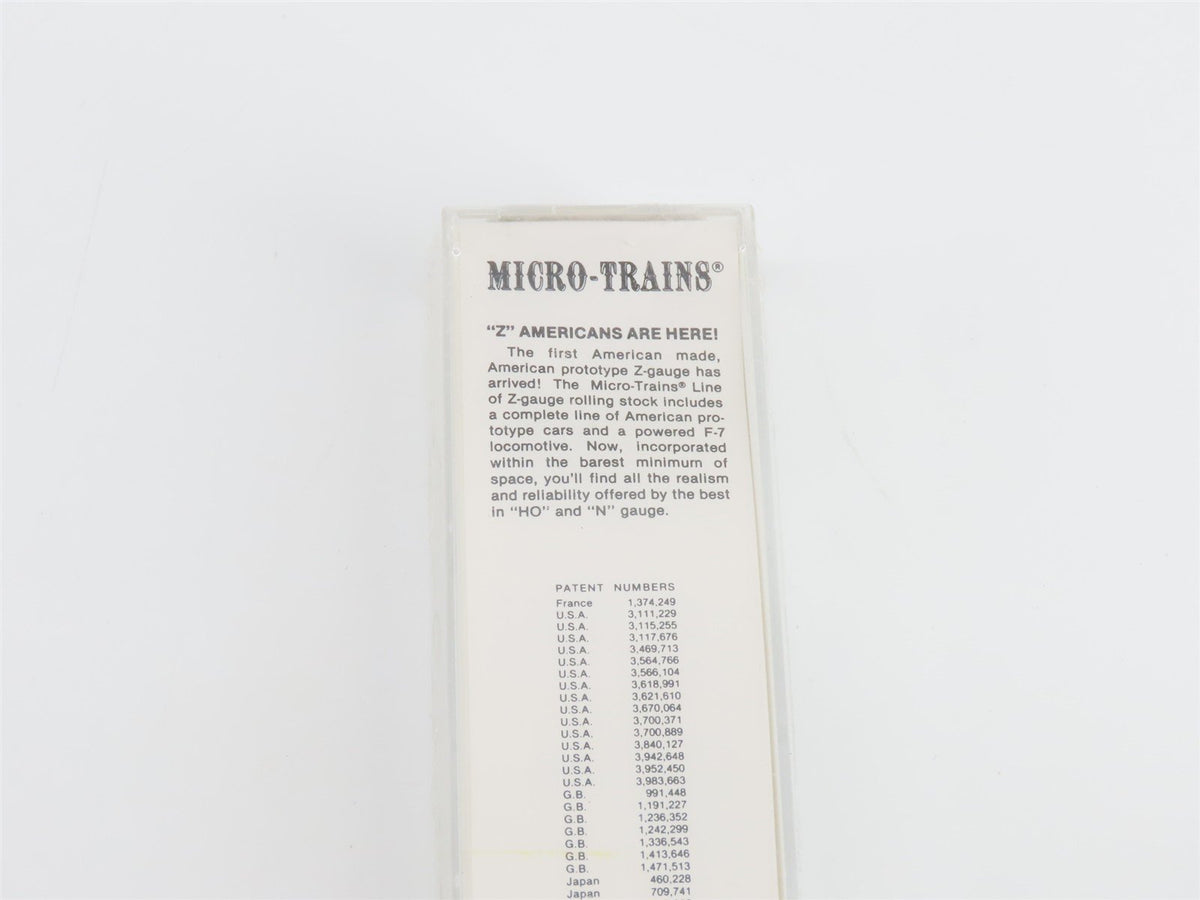 MICRO-TRAINS®
"Z" AMERICANS ARE HERE!
The first American made,
American prototype Z-gauge has
arrived! The Micro-Trains® Line
of Z-gauge rolling stock includes
a complete line of American pro-
totype cars and a powered F-7
locomotive. Now, incorporated
within the barest minimum of
space, you'll find all the realism
and reliability offered by the best
in "HO" and "N" gauge.
PATENT NUMBERS
France 1,374,249
U.S.A. 3,111,229
U.S.A. 3,115,255
U.S.A. 3,117,676
U.S.A. 3,469,713
U.S.A. 3,564,766
U.S.A. 3,566,104
U.S.A. 3,618,991
U.S.A. 3,621,610
U.S.A. 3,670,064
U.S.A. 3,700,371
U.S.A. 3,700,889
U.S.A. 3,840,127
U.S.A. 3,942,648
U.S.A. 3,952,450
U.S.A. 3,983,663
G.B. 991,448
G.B. 1,191,227
G.B. 1,236,352
G.B. 1,242,299
G.B. 1,336,543
G.B. 1,413,646
G.B. 1,471,513
Japan 460,228
Japan 709,741